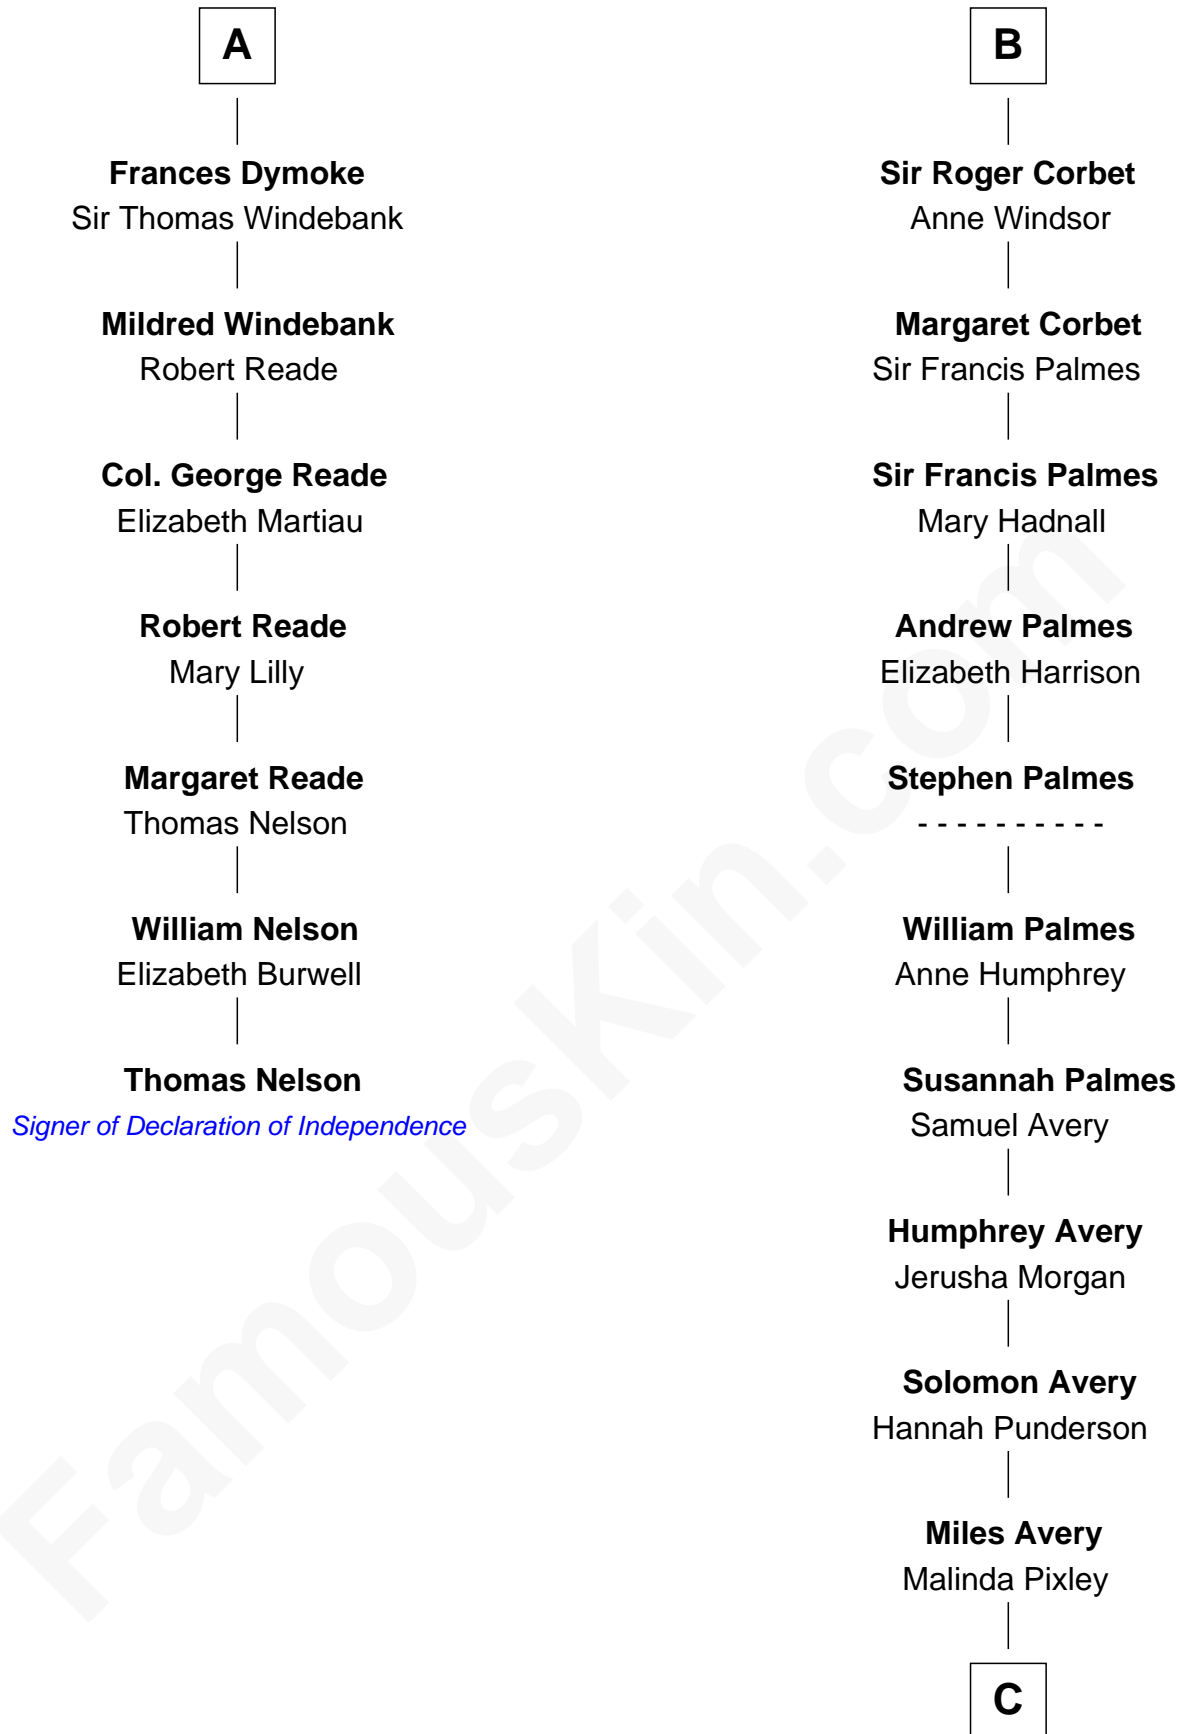 A
Frances Dymoke
Sir Thomas Windebank
Mildred Windebank
Robert Reade
Col. George Reade
Elizabeth Martiau
Robert Reade
Mary Lilly
Margaret Reade
Thomas Nelson
William Nelson
Elizabeth Burwell
Thomas Nelson
Signer of Declaration of Independence
B
Sir Roger Corbet
Anne Windsor
Margaret Corbet
Sir Francis Palmes
Sir Francis Palmes
Mary Hadnall
Andrew Palmes
Elizabeth Harrison
Stephen Palmes
- - - - - - - - - -
William Palmes
Anne Humphrey
Susannah Palmes
Samuel Avery
Humphrey Avery
Jerusha Morgan
Solomon Avery
Hannah Punderson
Miles Avery
Malinda Pixley
C
FamousKin.com